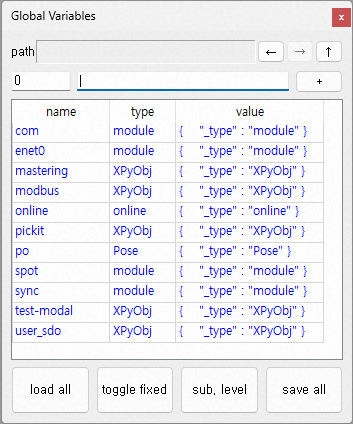 Global Variables x
path ← → ↑
0 +
name type value
com module { "_type" : "module" }
enet0 module { "_type" : "module" }
mastering XPyObj { "_type" : "XPyObj" }
modbus XPyObj { "_type" : "XPyObj" }
online online { "_type" : "online" }
pickit XPyObj { "_type" : "XPyObj" }
po Pose { "_type" : "Pose" }
spot module { "_type" : "module" }
sync module { "_type" : "module" }
test-modal XPyObj { "_type" : "XPyObj" }
user_sdo XPyObj { "_type" : "XPyObj" }
load all toggle fixed sub, level save all